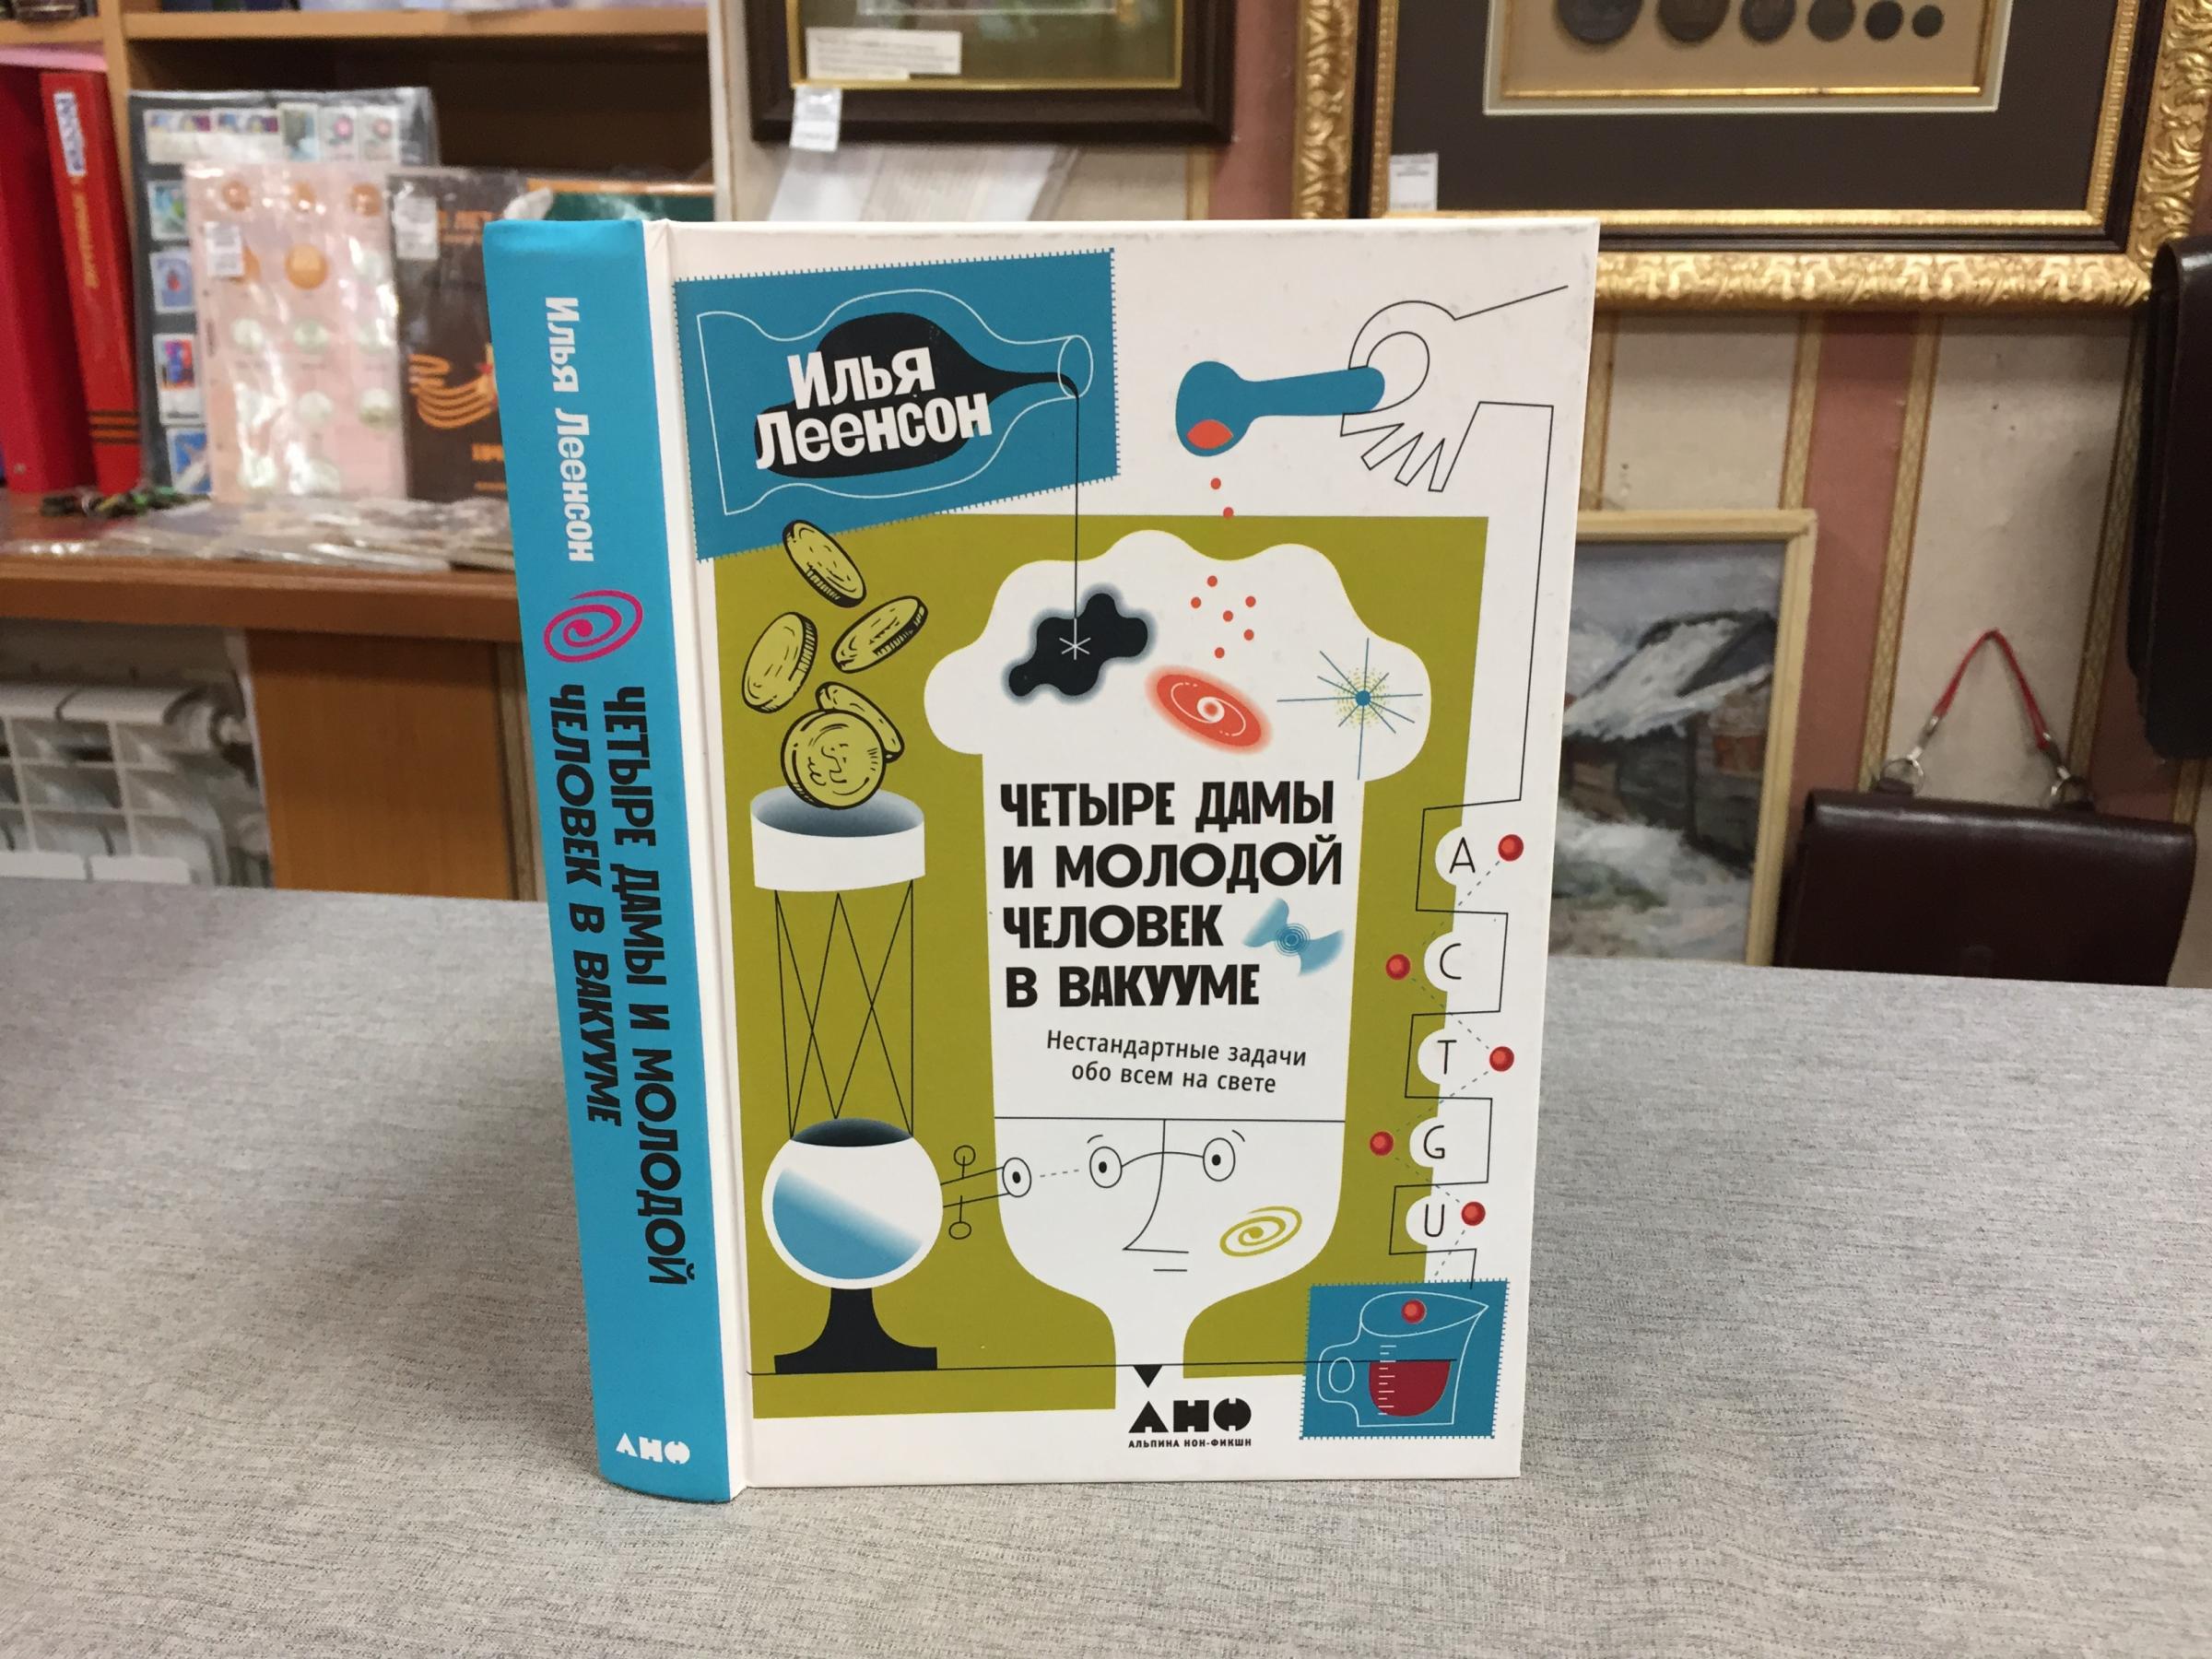 Илья Леенсон
ЧЕТЫРЕ ДАМЫ И МОЛОДОЙ
ЧЕЛОВЕК В ВАКУУМЕ
АНФ
Илья
Леенсон
ЧЕТЫРЕ ДАМЫ
И МОЛОДОЙ
ЧЕЛОВЕК
В ВАКУУМЕ
Нестандартные задачи
обо всем на свете
A
C
T
G
U
АНФ
АЛЬПИНА НОН-ФИКШН